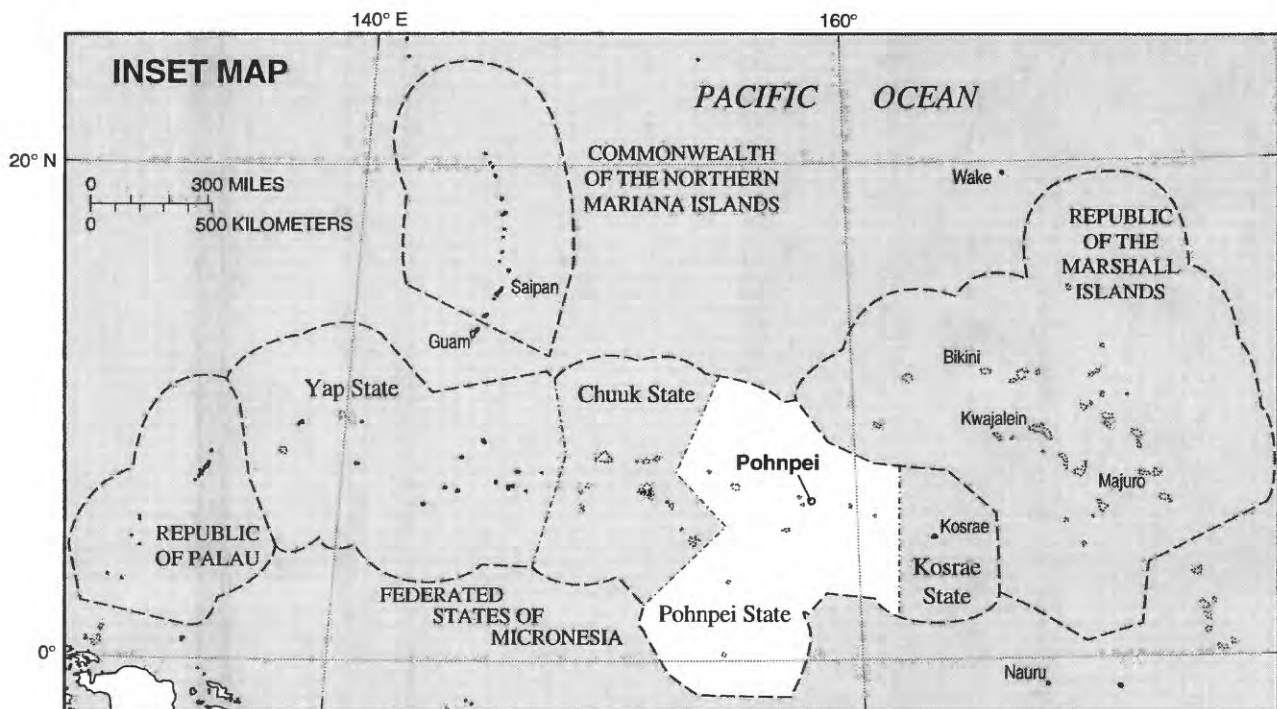 140° E
160°
INSET MAP
PACIFIC OCEAN
20° N
0 300 MILES
0 500 KILOMETERS
COMMONWEALTH
OF THE NORTHERN
MARIANA ISLANDS
Wake
REPUBLIC
OF THE
MARSHALL
ISLANDS
Saipan
Guam
Yap State
Chuuk State
Bikini
Kwajalein
Pohnpei
Majuro
REPUBLIC
OF PALAU
Kosrae
Kosrae
State
FEDERATED
STATES OF
MICRONESIA
Pohnpei State
0°
Nauru